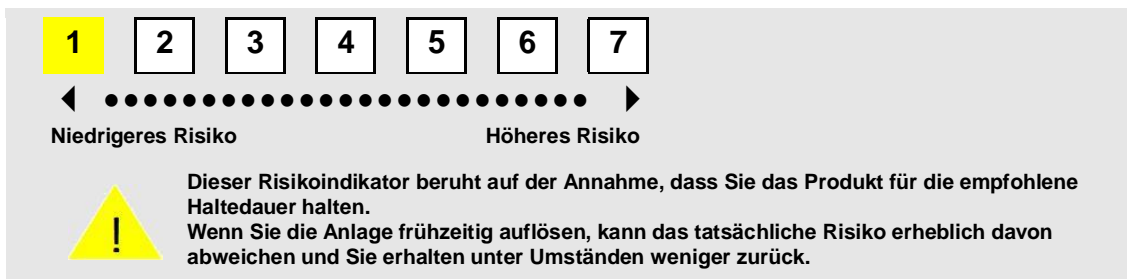 1 2 3 4 5 6 7
Niedrigeres Risiko Höheres Risiko
Dieser Risikoindikator beruht auf der Annahme, dass Sie das Produkt für die empfohlene
Haltedauer halten.
!
Wenn Sie die Anlage frühzeitig auflösen, kann das tatsächliche Risiko erheblich davon
abweichen und Sie erhalten unter Umständen weniger zurück.